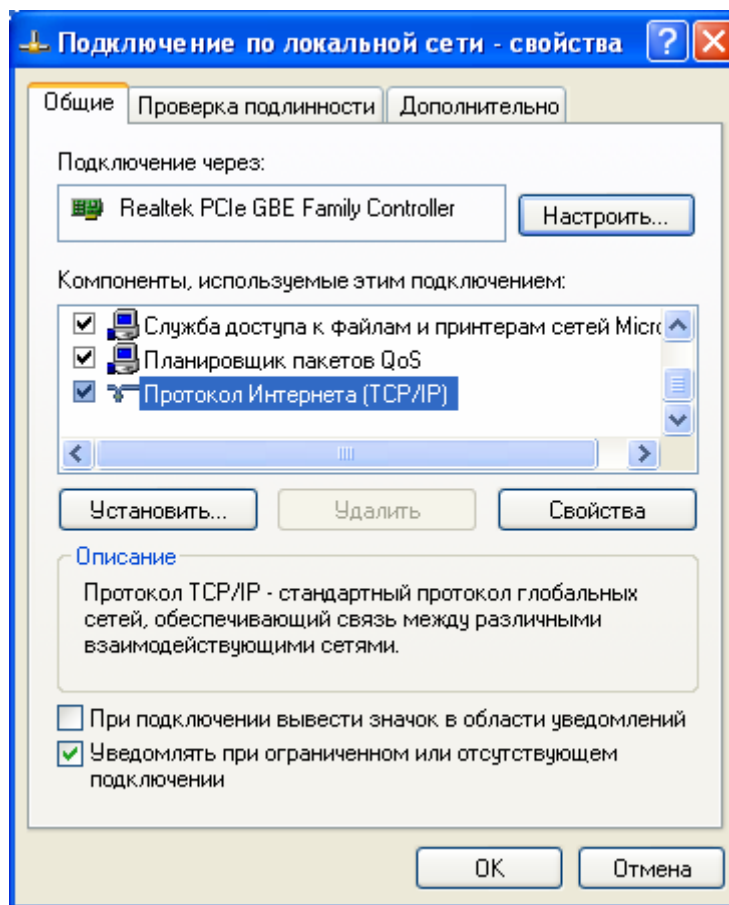 Подключение по локальной сети - свойства
Общие
Проверка подлинности
Дополнительно
Подключение через:
Realtek PCIe GBE Family Controller
Настроить...
Компоненты, используемые этим подключением:
Служба доступа к файлам и принтерам сетей Micro
Планировщик пакетов QoS
Протокол Интернета (TCP/IP)
Установить...
Удалить
Свойства
Описание
Протокол TCP/IP - стандартный протокол глобальных
сетей, обеспечивающий связь между различными
взаимодействующими сетями.
При подключении вывести значок в области уведомлений
Уведомлять при ограниченном или отсутствующем
подключении
OK
Отмена